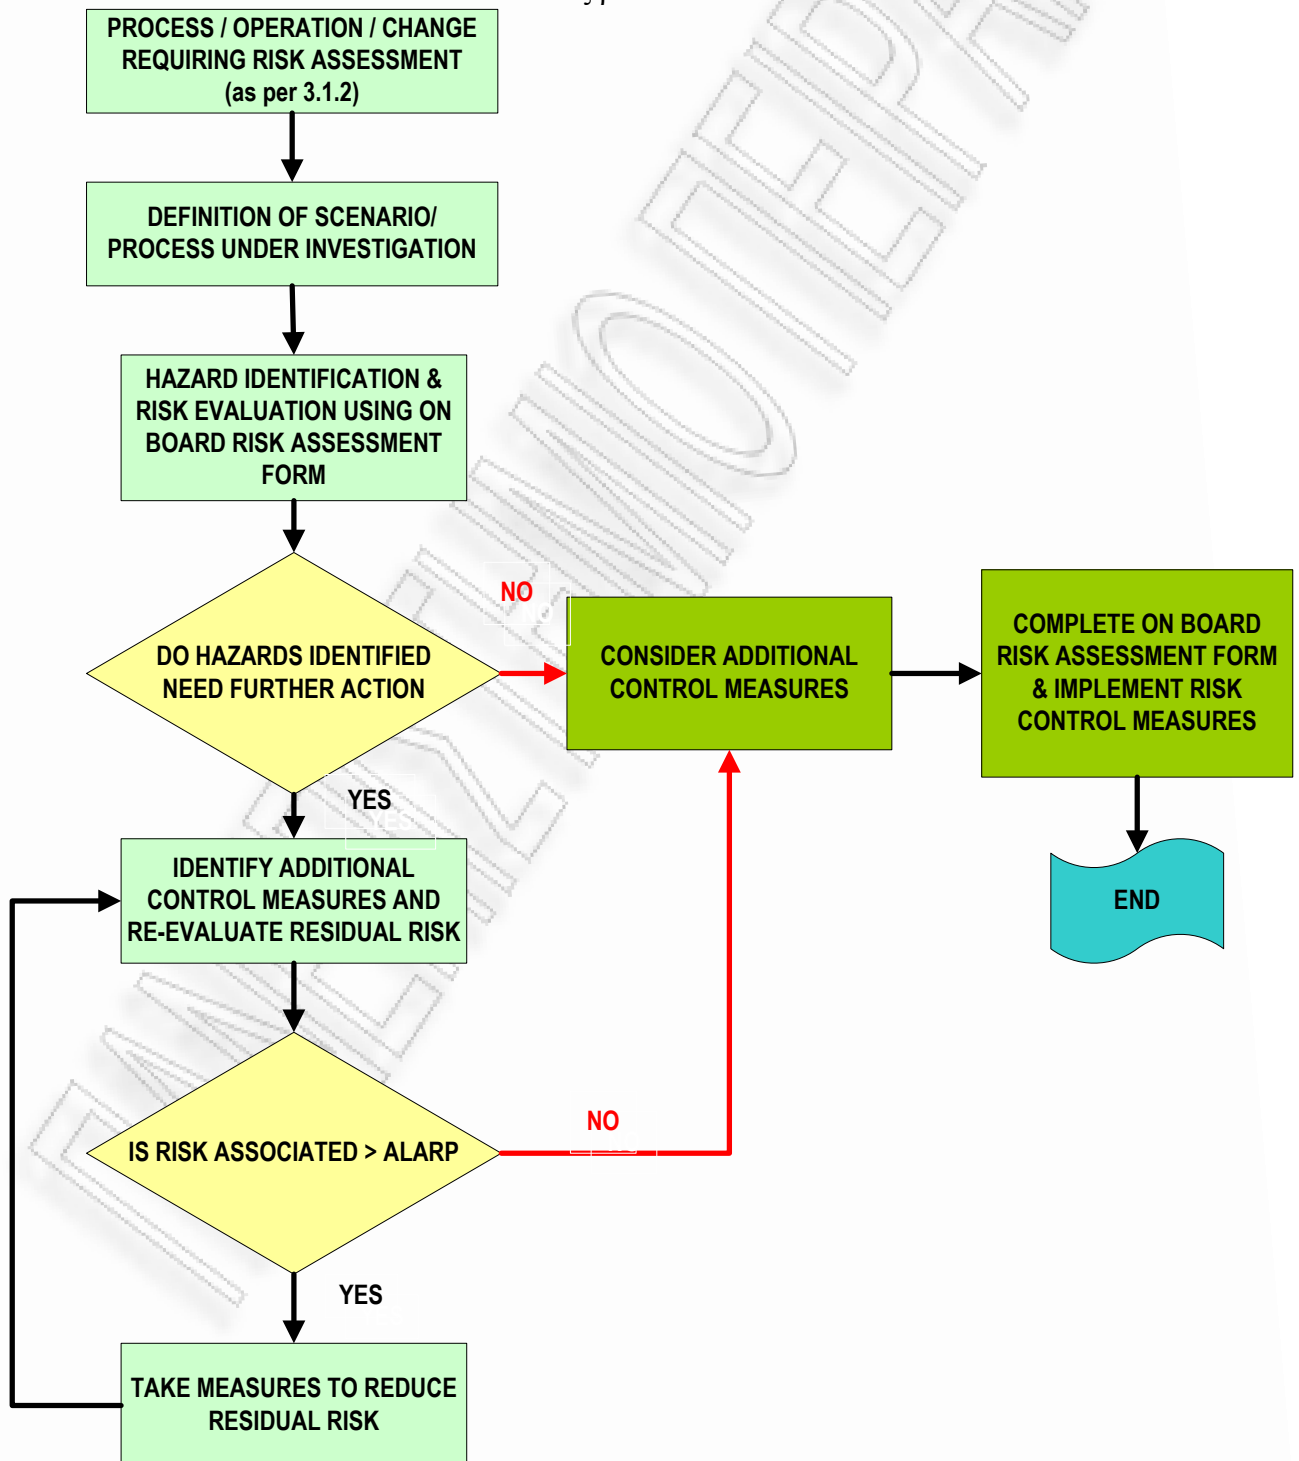 PROCESS / OPERATION / CHANGE
REQUIRING RISK ASSESSMENT
(as per 3.1.2)
DEFINITION OF SCENARIO/
PROCESS UNDER INVESTIGATION
HAZARD IDENTIFICATION &
RISK EVALUATION USING ON
BOARD RISK ASSESSMENT
FORM
DO HAZARDS IDENTIFIED
NEED FURTHER ACTION
NO
NO
CONSIDER ADDITIONAL
CONTROL MEASURES
COMPLETE ON BOARD
RISK ASSESSMENT FORM
& IMPLEMENT RISK
CONTROL MEASURES
END
YES
YES
IDENTIFY ADDITIONAL
CONTROL MEASURES AND
RE-EVALUATE RESIDUAL RISK
IS RISK ASSOCIATED > ALARP
NO
YES
TAKE MEASURES TO REDUCE
RESIDUAL RISK